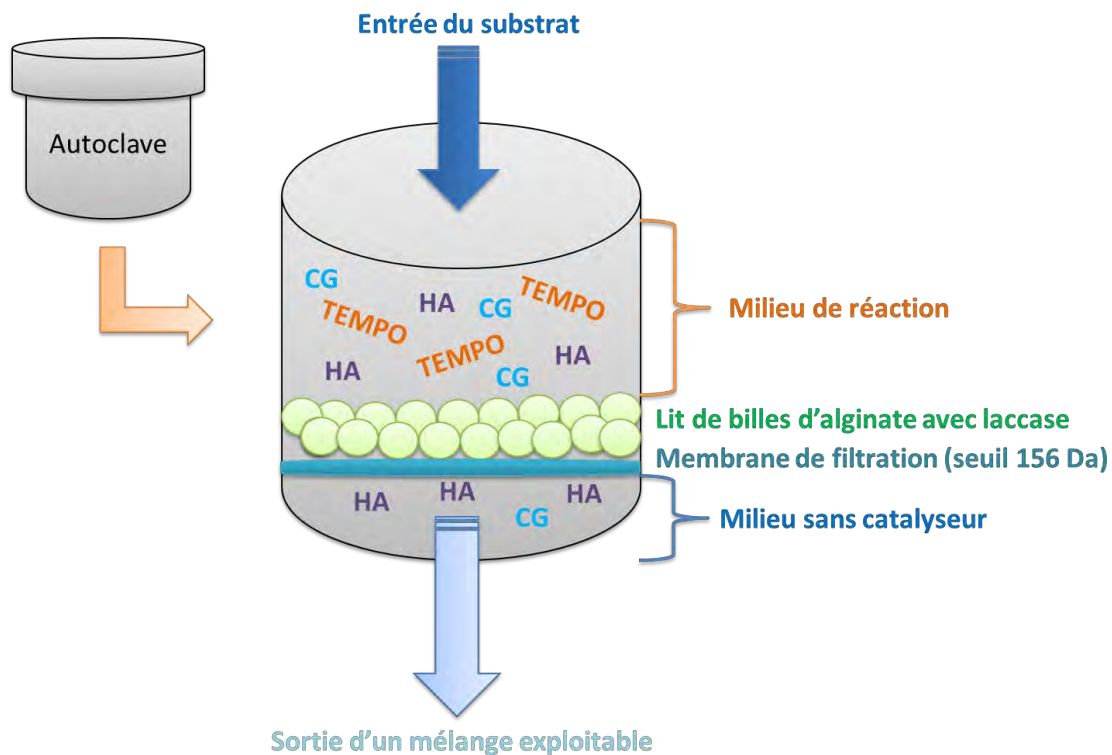 Entrée du substrat
Autoclave
CG
HA
CG
TEMPO
TEMPO
TEMPO
HA
HA
CG
Milieu de réaction
Lit de billes d'alginate avec laccase
Membrane de filtration (seuil 156 Da)
HA
HA
HA
CG
Milieu sans catalyseur
Sortie d'un mélange exploitable